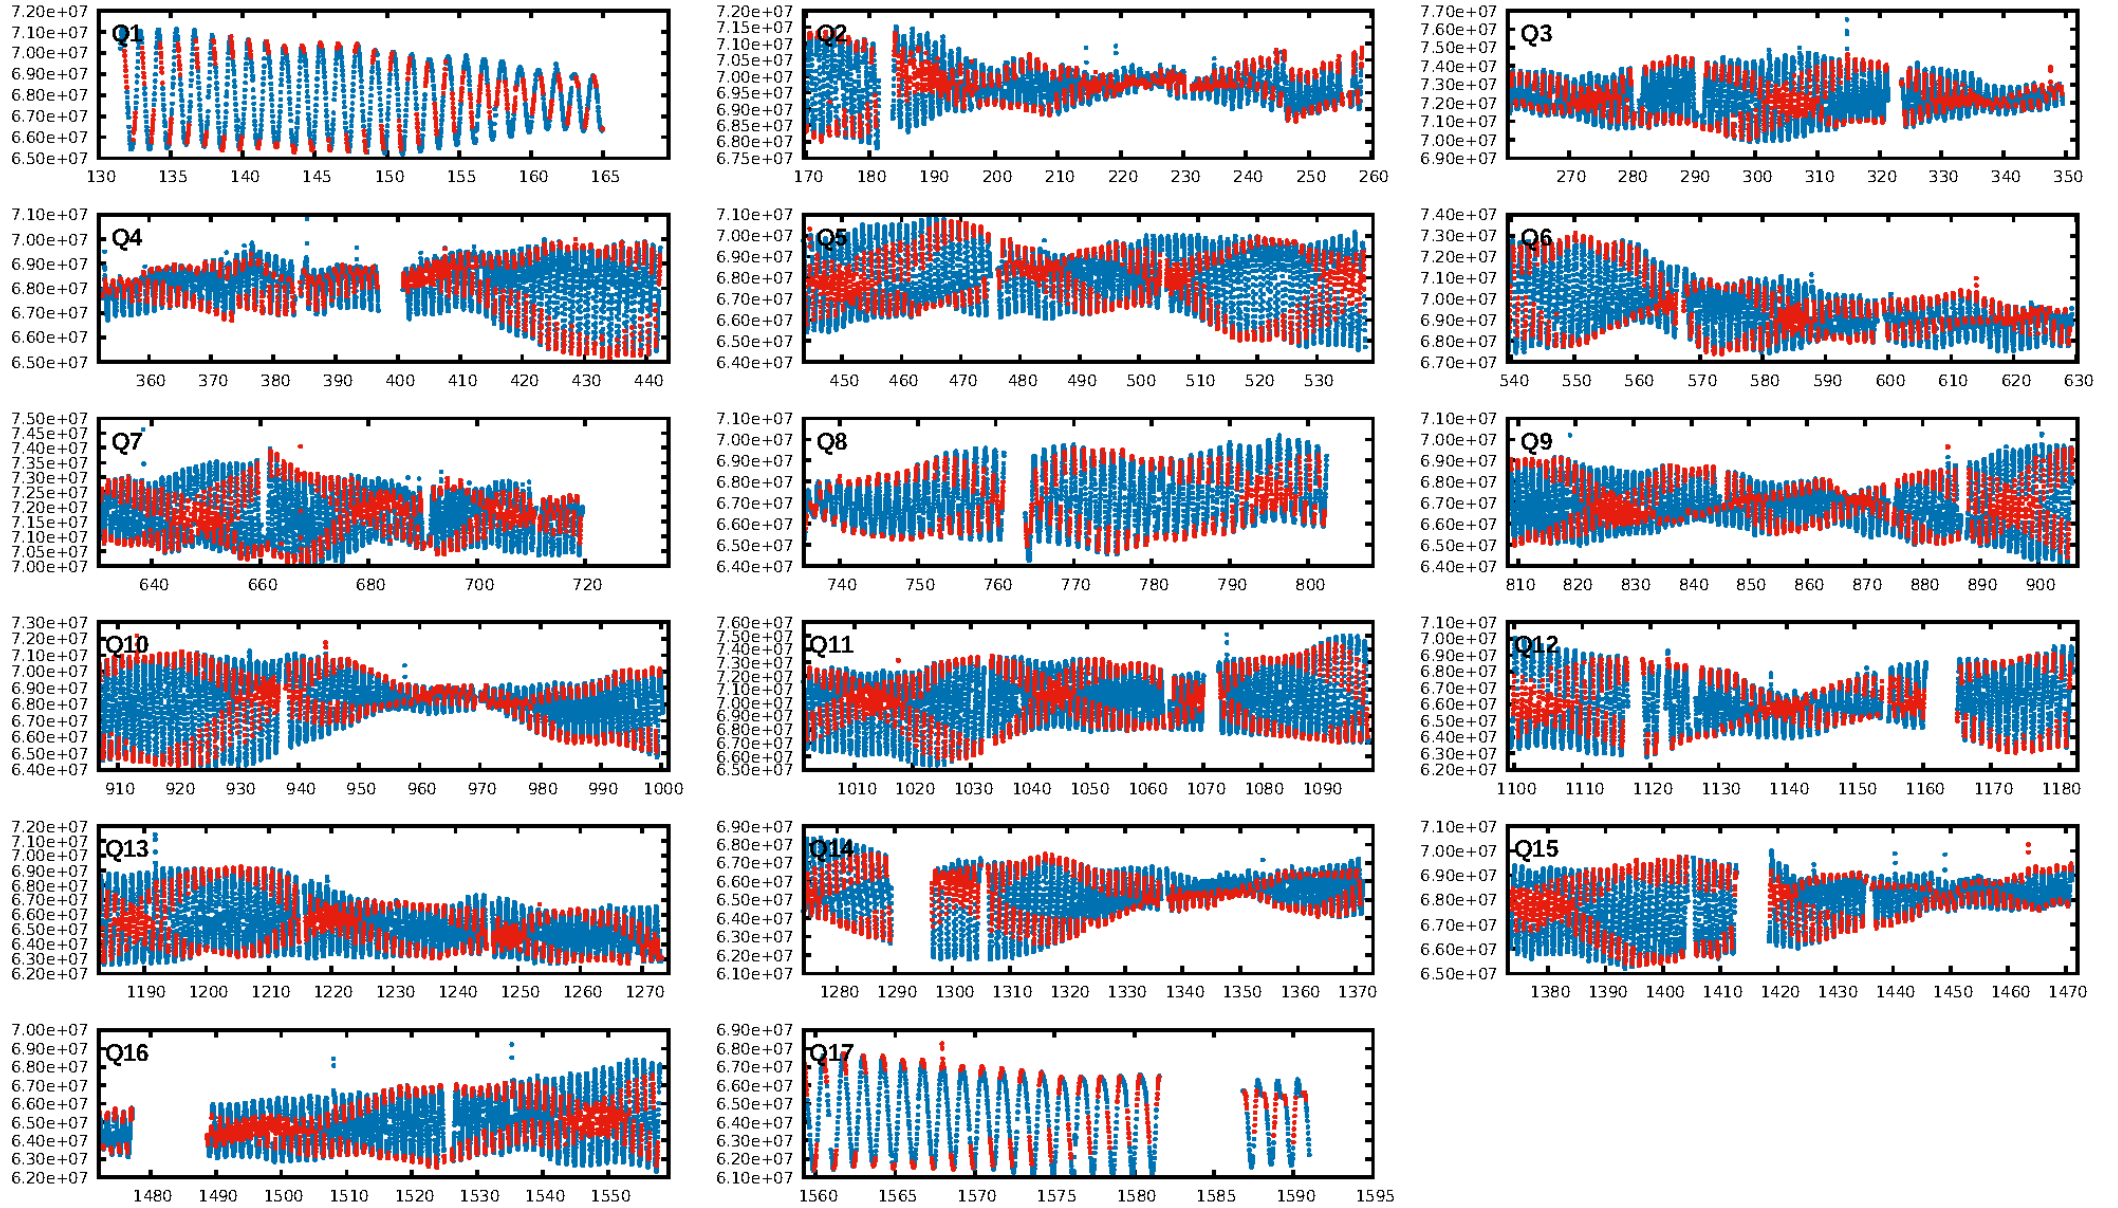 7.20e+07
7.10e+07
7.00e+07
6.90e+07
6.80e+07
6.70e+07
6.60e+07
6.50e+07
Q1
130 135 140 145 150 155 160 165
7.20e+07
7.15e+07
7.10e+07
7.05e+07
7.00e+07
6.95e+07
6.90e+07
6.85e+07
6.80e+07
6.75e+07
Q2
170 180 190 200 210 220 230 240 250 260
7.70e+07
7.60e+07
7.50e+07
7.40e+07
7.30e+07
7.20e+07
7.10e+07
7.00e+07
6.90e+07
Q3
270 280 290 300 310 320 330 340 350
7.10e+07
7.00e+07
6.90e+07
6.80e+07
6.70e+07
6.60e+07
6.50e+07
Q4
360 370 380 390 400 410 420 430 440
7.10e+07
7.00e+07
6.90e+07
6.80e+07
6.70e+07
6.60e+07
6.50e+07
6.40e+07
Q5
450 460 470 480 490 500 510 520 530
7.40e+07
7.30e+07
7.20e+07
7.10e+07
7.00e+07
6.90e+07
6.80e+07
6.70e+07
Q6
540 550 560 570 580 590 600 610 620 630
7.50e+07
7.45e+07
7.40e+07
7.35e+07
7.30e+07
7.25e+07
7.20e+07
7.15e+07
7.10e+07
7.05e+07
7.00e+07
Q7
640 660 680 700 720
7.10e+07
7.00e+07
6.90e+07
6.80e+07
6.70e+07
6.60e+07
6.50e+07
6.40e+07
Q8
740 750 760 770 780 790 800
7.10e+07
7.00e+07
6.90e+07
6.80e+07
6.70e+07
6.60e+07
6.50e+07
6.40e+07
Q9
810 820 830 840 850 860 870 880 890 900
7.30e+07
7.20e+07
7.10e+07
7.00e+07
6.90e+07
6.80e+07
6.70e+07
6.60e+07
6.50e+07
6.40e+07
Q10
910 920 930 940 950 960 970 980 990 1000
7.60e+07
7.50e+07
7.40e+07
7.30e+07
7.20e+07
7.10e+07
7.00e+07
6.90e+07
6.80e+07
6.70e+07
6.60e+07
6.50e+07
Q11
1010 1020 1030 1040 1050 1060 1070 1080 1090
7.10e+07
7.00e+07
6.90e+07
6.80e+07
6.70e+07
6.60e+07
6.50e+07
6.40e+07
6.30e+07
6.20e+07
Q12
1100 1110 1120 1130 1140 1150 1160 1170 1180
7.20e+07
7.10e+07
7.00e+07
6.90e+07
6.80e+07
6.70e+07
6.60e+07
6.50e+07
6.40e+07
6.30e+07
6.20e+07
Q13
1190 1200 1210 1220 1230 1240 1250 1260 1270
6.90e+07
6.80e+07
6.70e+07
6.60e+07
6.50e+07
6.40e+07
6.30e+07
6.20e+07
6.10e+07
Q14
1280 1290 1300 1310 1320 1330 1340 1350 1360 1370
7.10e+07
7.00e+07
6.90e+07
6.80e+07
6.70e+07
6.60e+07
6.50e+07
Q15
1380 1390 1400 1410 1420 1430 1440 1450 1460 1470
7.00e+07
6.90e+07
6.80e+07
6.70e+07
6.60e+07
6.50e+07
6.40e+07
6.30e+07
6.20e+07
Q16
1480 1490 1500 1510 1520 1530 1540 1550
6.90e+07
6.80e+07
6.70e+07
6.60e+07
6.50e+07
6.40e+07
6.30e+07
6.20e+07
6.10e+07
Q17
1560 1565 1570 1575 1580 1585 1590 1595